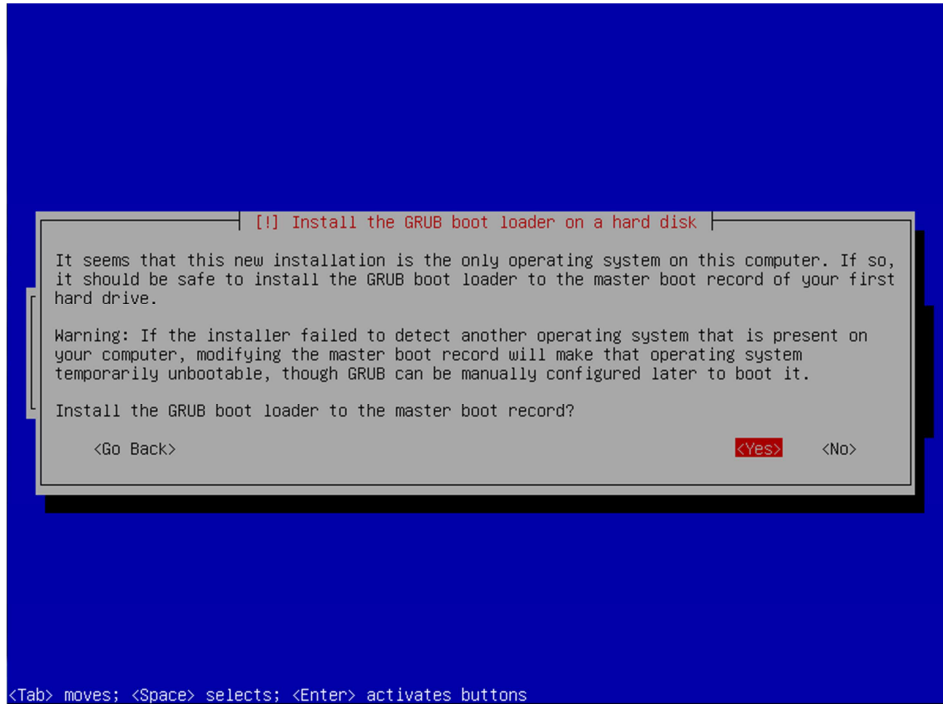 [!] Install the GRUB boot loader on a hard disk
It seems that this new installation is the only operating system on this computer. If so,
it should be safe to install the GRUB boot loader to the master boot record of your first
hard drive.
Warning: If the installer failed to detect another operating system that is present on
your computer, modifying the master boot record will make that operating system
temporarily unbootable, though GRUB can be manually configured later to boot it.
Install the GRUB boot loader to the master boot record?
<Go Back> <Yes> <No>
<Tab> moves; <Space> selects; <Enter> activates buttons